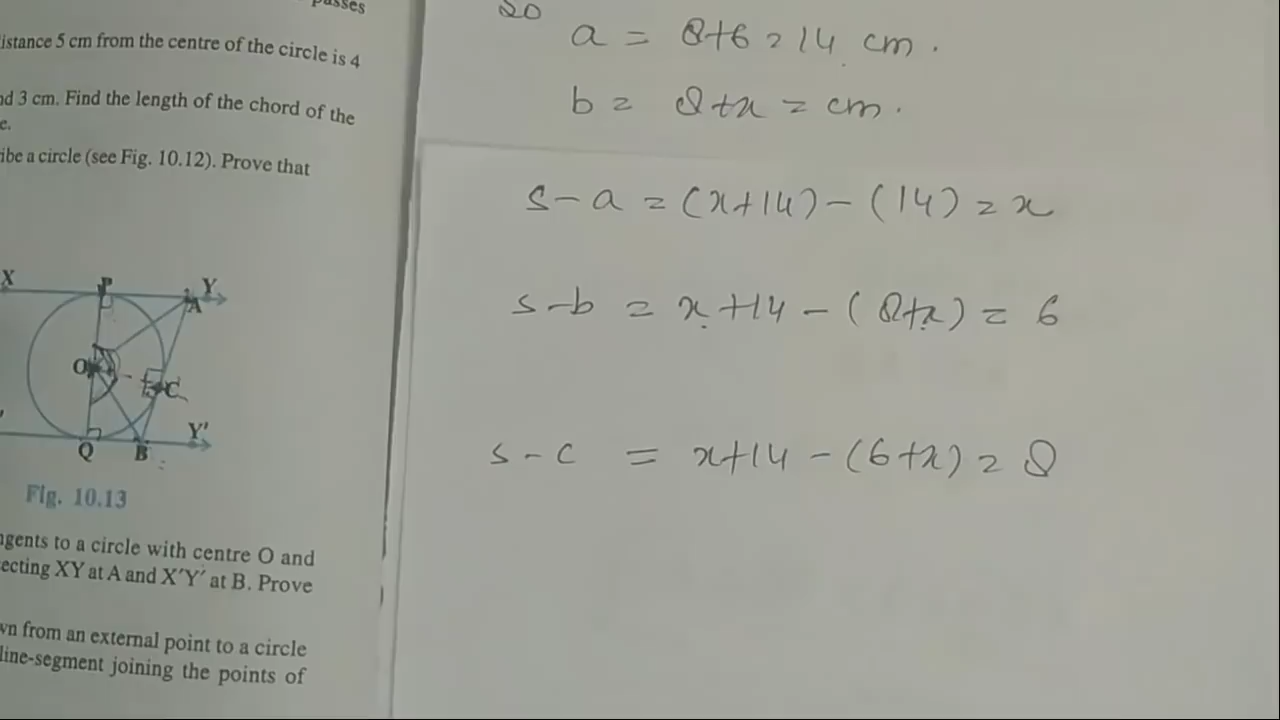 passes
istance 5 cm from the centre of the circle is 4
nd 3 cm. Find the length of the chord of the
e.
ibe a circle (see Fig. 10.12). Prove that
X P Y
A
O C
Q B Y'
Fig. 10.13
ngents to a circle with centre O and
ecting XY at A and X'Y' at B. Prove
wn from an external point to a circle
line-segment joining the points of
20
a = 8+6 = 14 cm.
b = 8+x = cm.
s-a = (x+14) - (14) = x
s-b = x+14 - (8+x) = 6
s-c = x+14 - (6+x) = 8